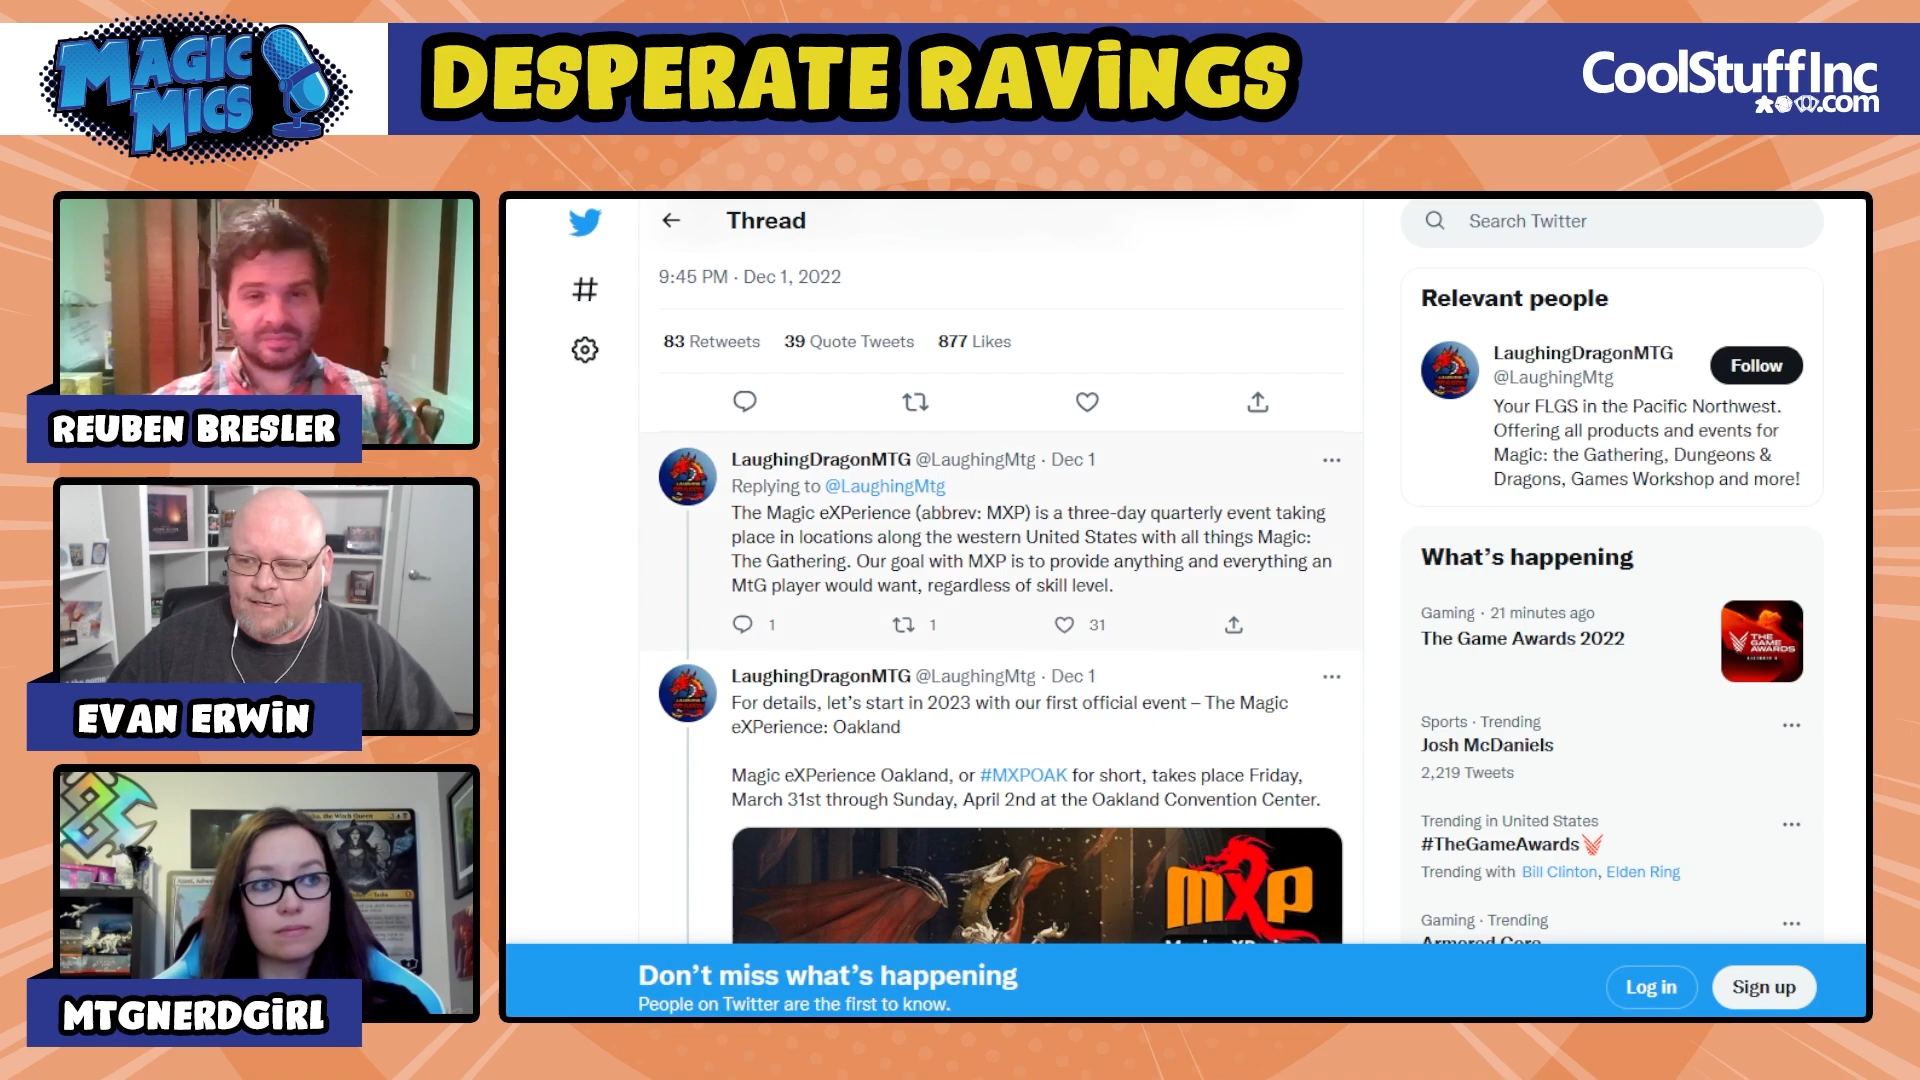 MAGIC
MICS
DESPERATE RAVINGS
CoolStuffInc
.com
REUBEN BRESLER
EVAN ERWIN
MTGNERDGIRL
Thread
9:45 PM · Dec 1, 2022
83 Retweets 39 Quote Tweets 877 Likes
LaughingDragonMTG @LaughingMtg · Dec 1
Replying to @LaughingMtg
The Magic eXPerience (abbrev: MXP) is a three-day quarterly event taking
place in locations along the western United States with all things Magic:
The Gathering. Our goal with MXP is to provide anything and everything an
MtG player would want, regardless of skill level.
1 1 31
LaughingDragonMTG @LaughingMtg · Dec 1
For details, let's start in 2023 with our first official event – The Magic
eXPerience: Oakland
Magic eXPerience Oakland, or #MXPOAK for short, takes place Friday,
March 31st through Sunday, April 2nd at the Oakland Convention Center.
mxp
Search Twitter
Relevant people
LaughingDragonMTG
@LaughingMtg
Follow
Your FLGS in the Pacific Northwest.
Offering all products and events for
Magic: the Gathering, Dungeons &
Dragons, Games Workshop and more!
What's happening
Gaming · 21 minutes ago
The Game Awards 2022
THE
GAME
AWARDS
Sports · Trending
Josh McDaniels
2,219 Tweets
Trending in United States
#TheGameAwards
Trending with Bill Clinton, Elden Ring
Gaming · Trending
Armored Core
Don't miss what's happening
People on Twitter are the first to know.
Log in
Sign up